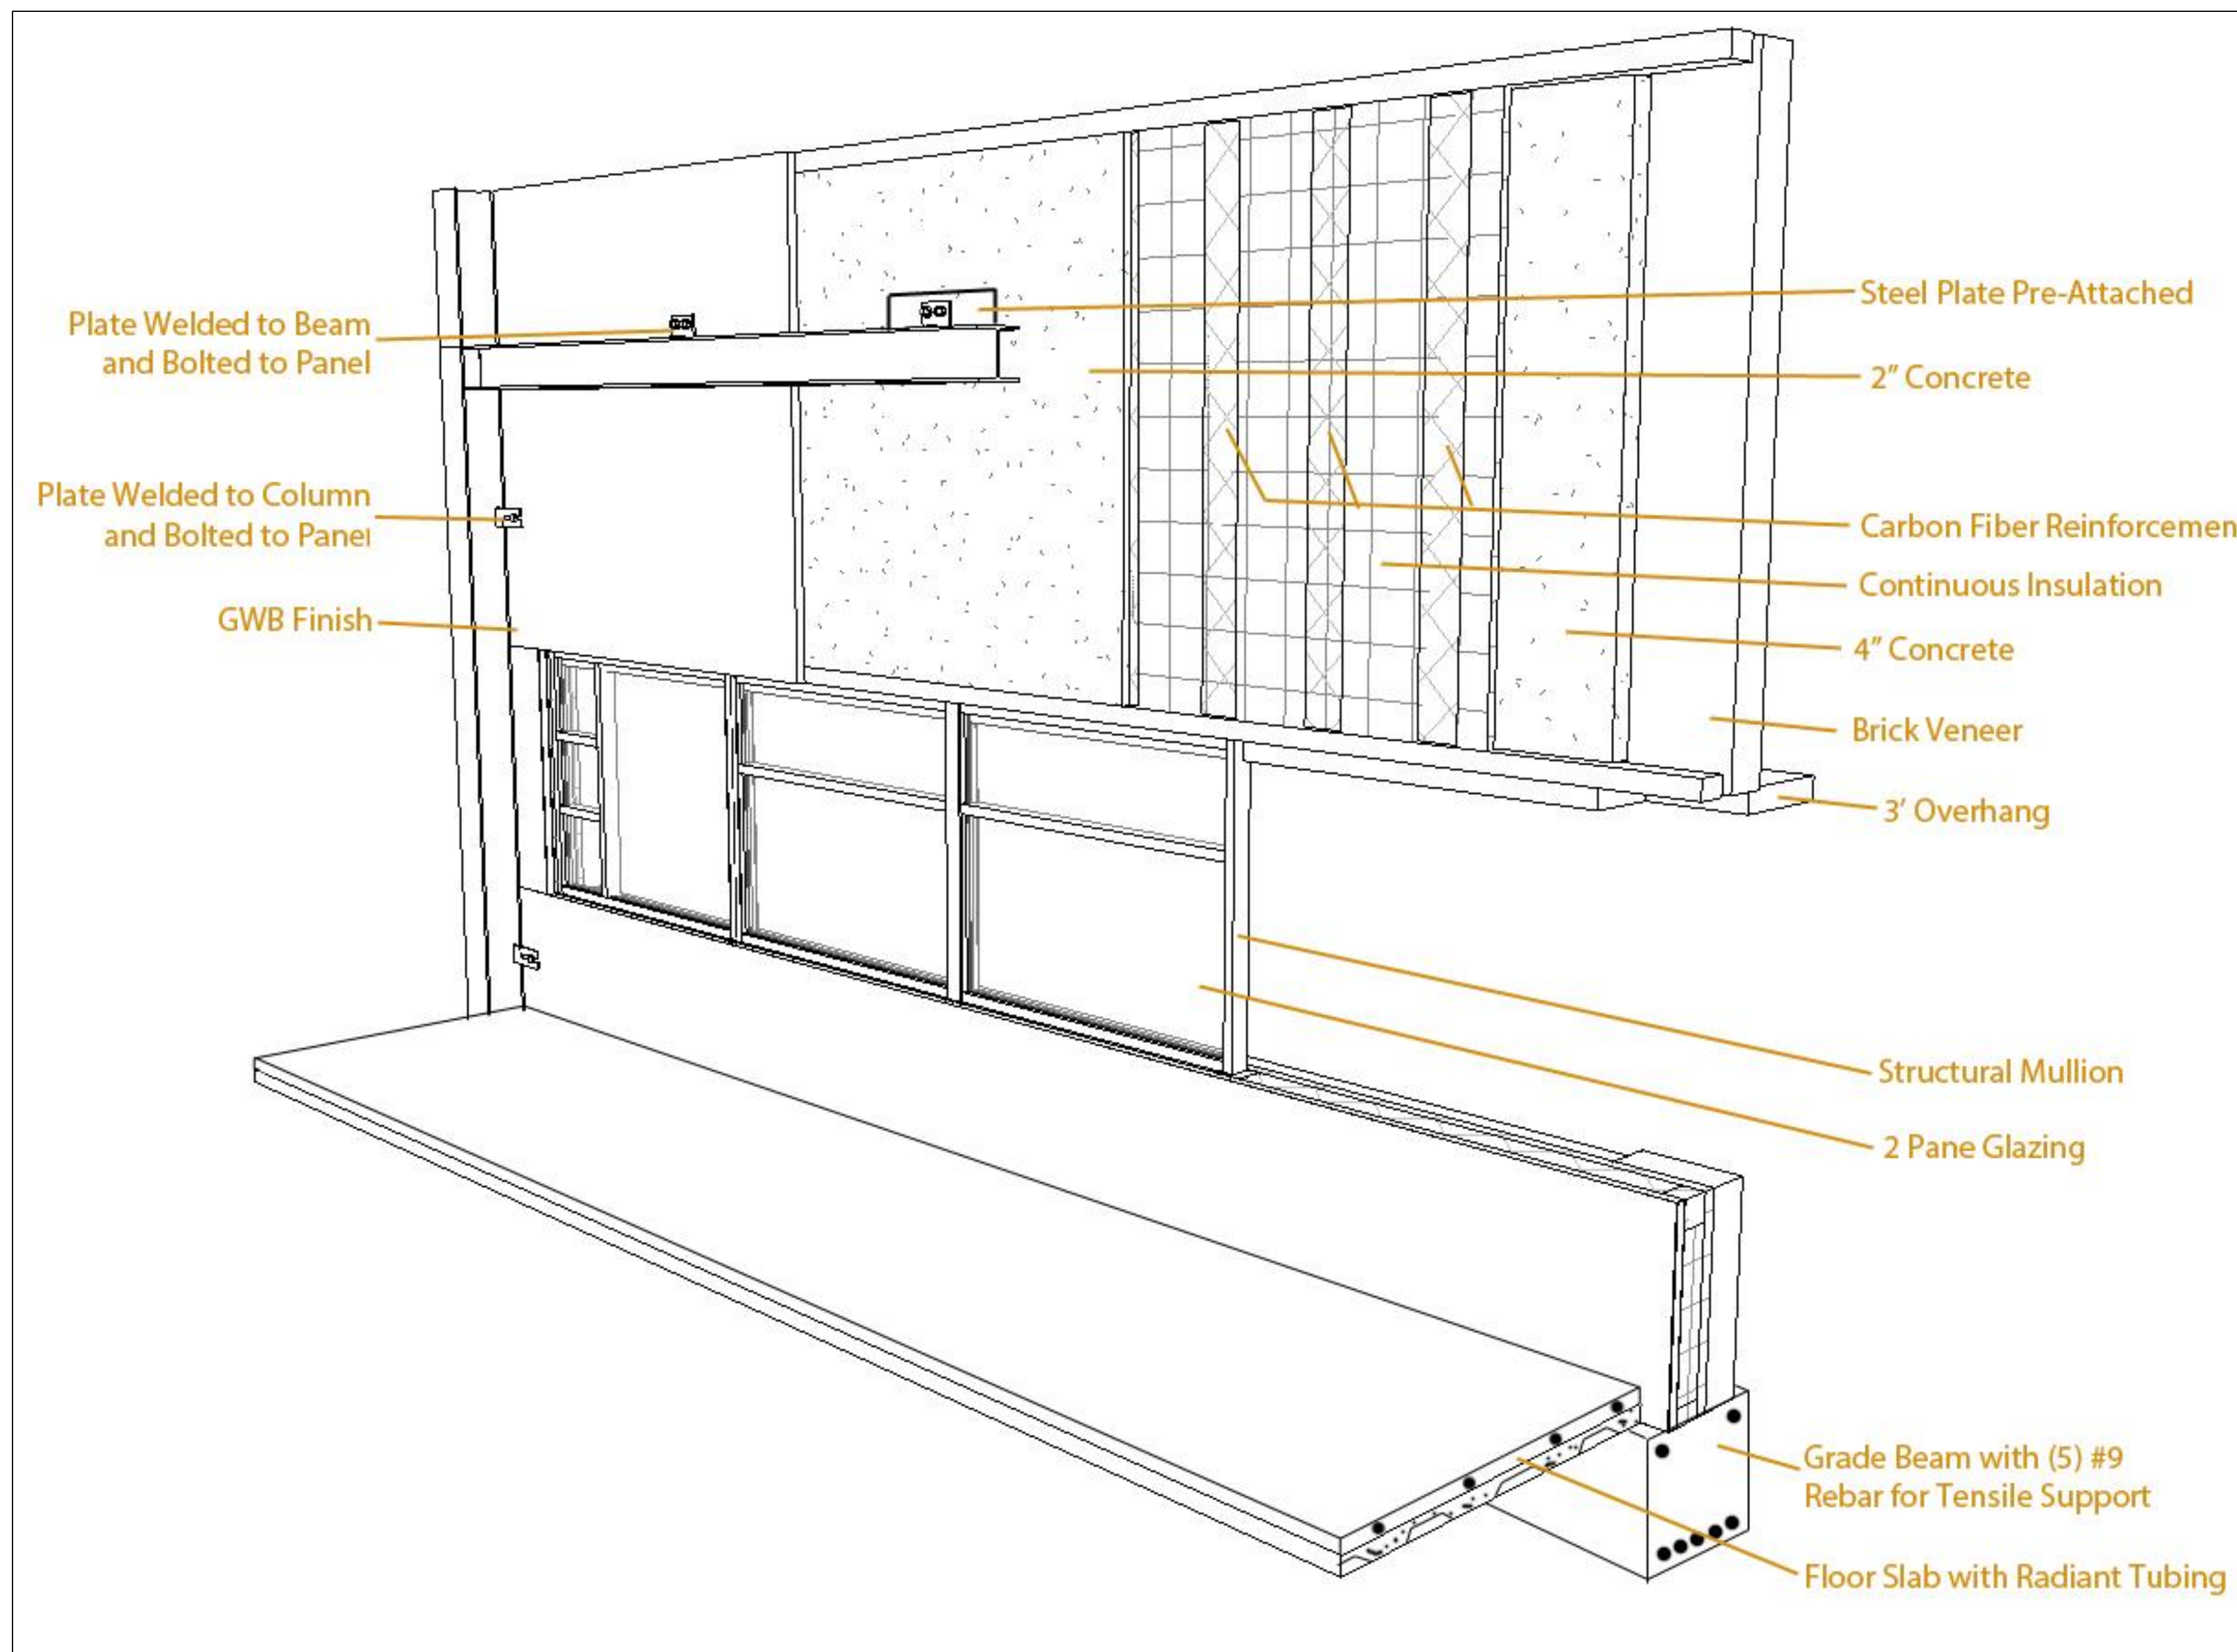 Plate Welded to Beam
and Bolted to Panel
Plate Welded to Column
and Bolted to Panel
GWB Finish
Steel Plate Pre-Attached
2” Concrete
Carbon Fiber Reinforcemen
Continuous Insulation
4” Concrete
Brick Veneer
3’ Overhang
Structural Mullion
2 Pane Glazing
Grade Beam with (5) #9
Rebar for Tensile Support
Floor Slab with Radiant Tubing